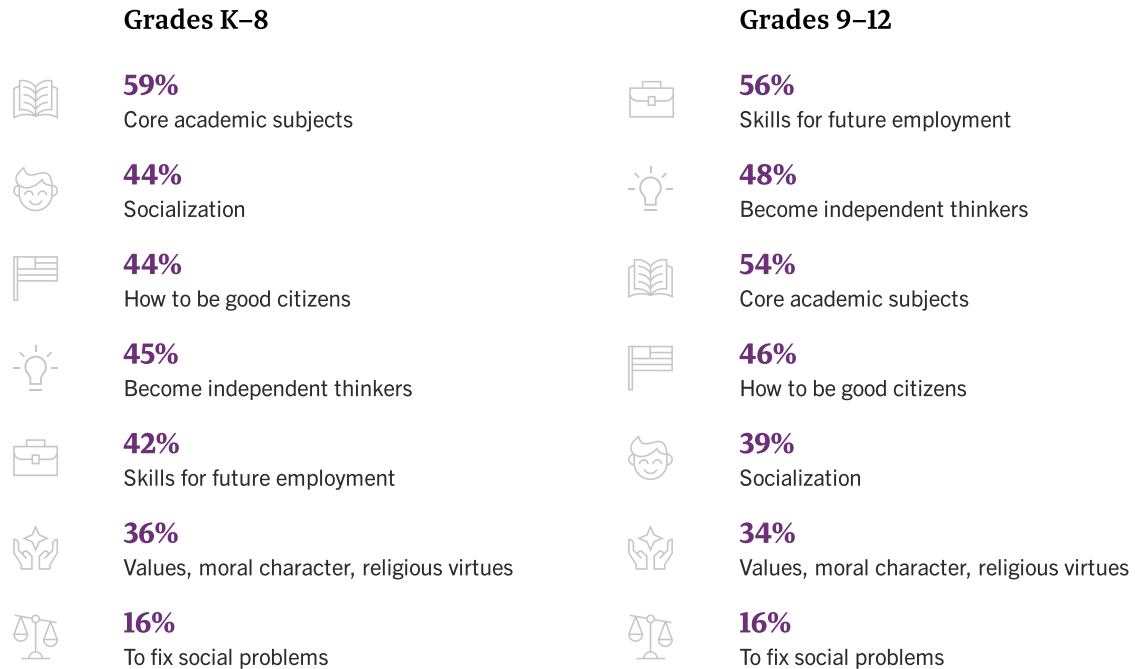 Grades K–8
59%
Core academic subjects
44%
Socialization
44%
How to be good citizens
45%
Become independent thinkers
42%
Skills for future employment
36%
Values, moral character, religious virtues
16%
To fix social problems
Grades 9–12
56%
Skills for future employment
48%
Become independent thinkers
54%
Core academic subjects
46%
How to be good citizens
39%
Socialization
34%
Values, moral character, religious virtues
16%
To fix social problems